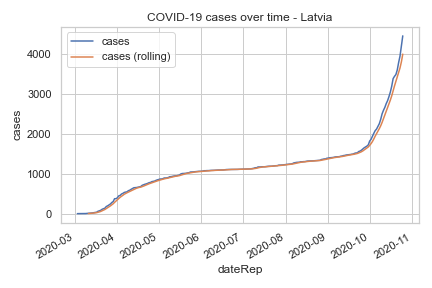 COVID-19 cases over time - Latvia
cases
cases (rolling)
4000
3000
2000
1000
0
cases
2020-03
2020-04
2020-05
2020-06
2020-07
2020-08
2020-09
2020-10
2020-11
dateRep